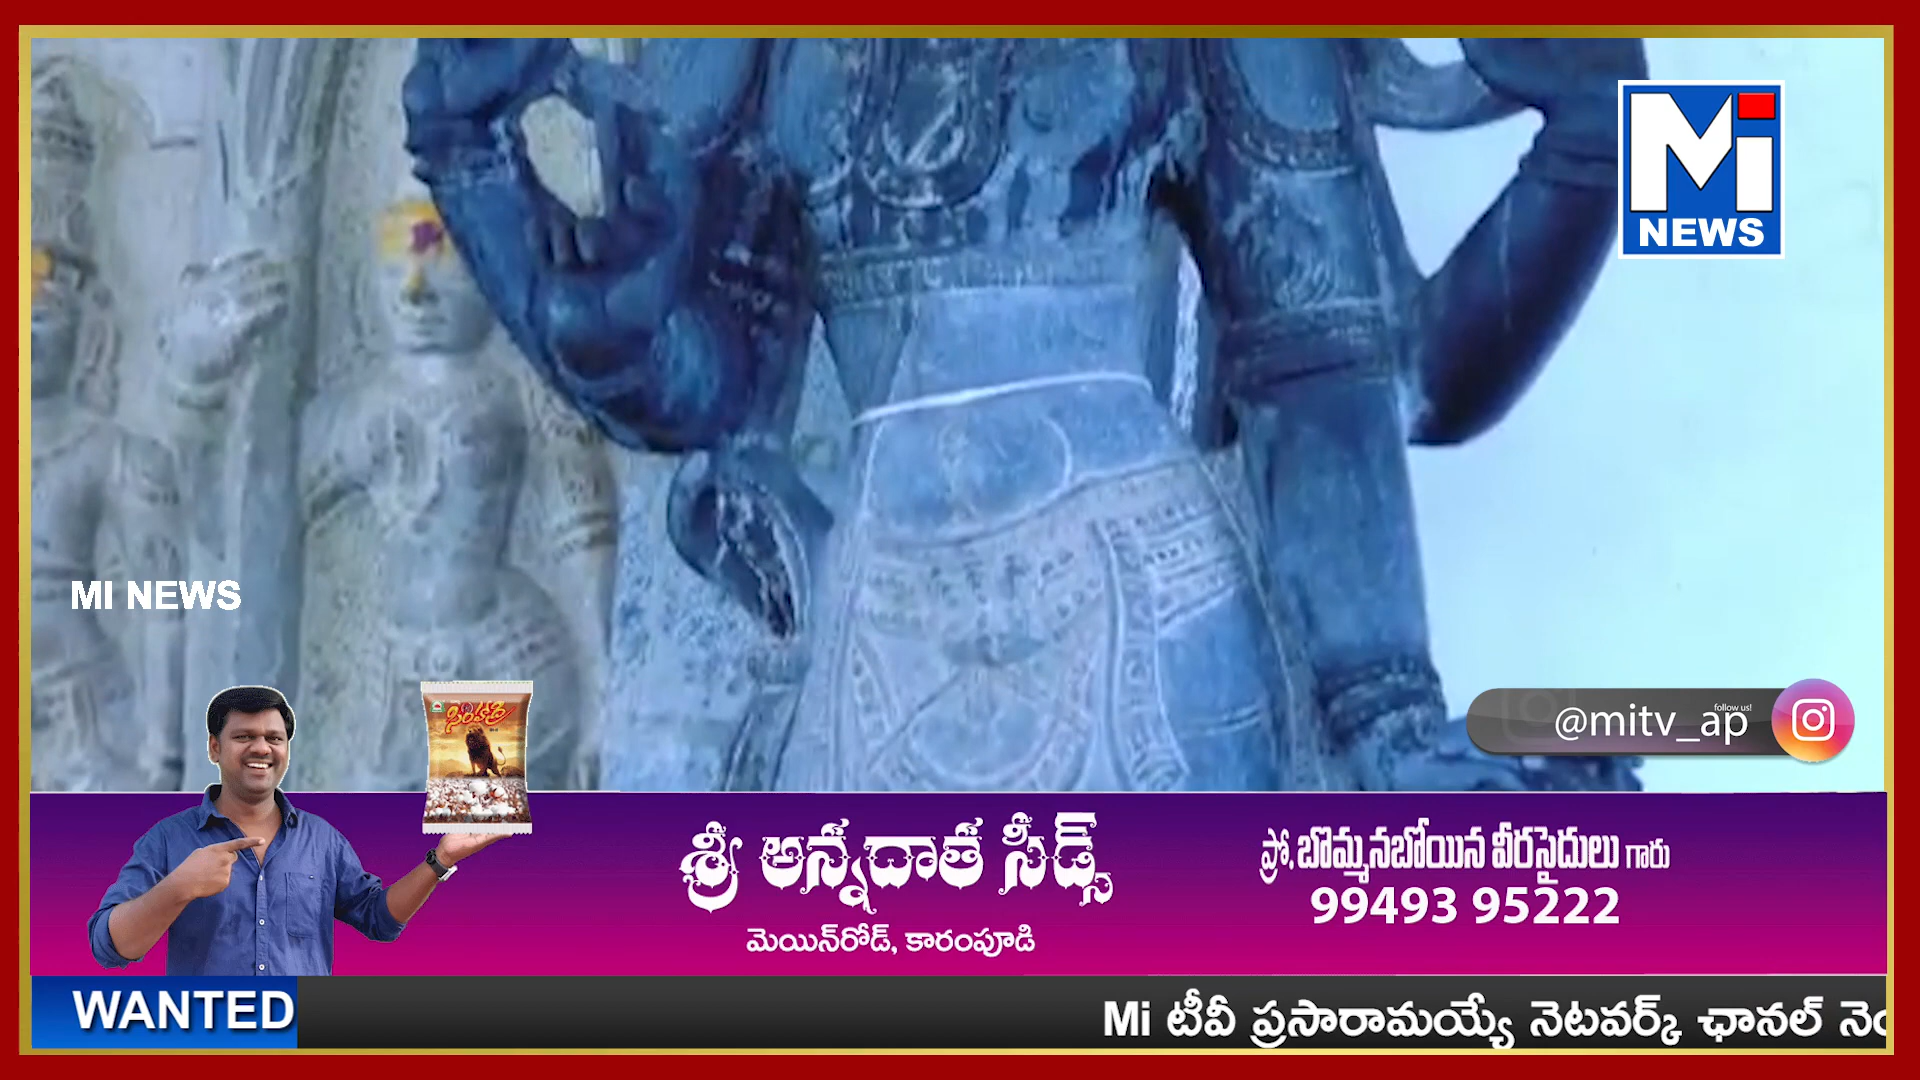 Mi
NEWS
MI NEWS
సింహాద్రి
follow us!
@mitv_ap
శ్రీ అన్నదాత సీడ్స్
మెయిన్‌రోడ్, కారంపూడి
ప్రో. బొమ్మనబోయిన వీరసైదులు గారు
99493 95222
WANTED
Mi టీవీ ప్రసారామయ్యే నెటవర్క్ ఛానల్ నెం